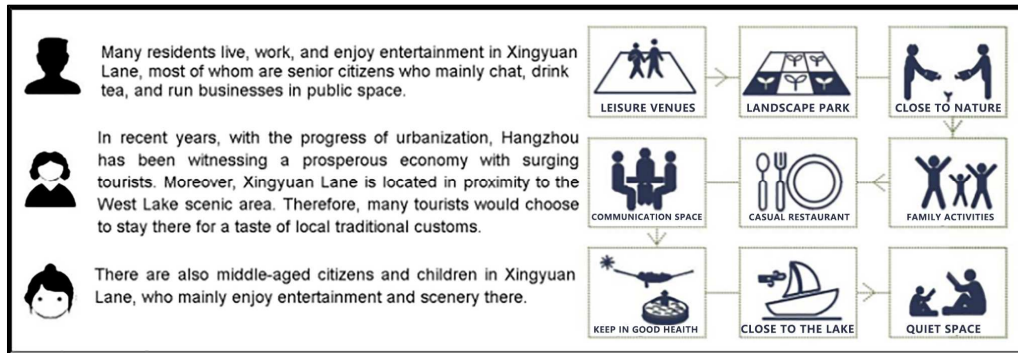 Many residents live, work, and enjoy entertainment in Xingyuan
Lane, most of whom are senior citizens who mainly chat, drink
tea, and run businesses in public space.
In recent years, with the progress of urbanization, Hangzhou
has been witnessing a prosperous economy with surging
tourists. Moreover, Xingyuan Lane is located in proximity to the
West Lake scenic area. Therefore, many tourists would choose
to stay there for a taste of local traditional customs.
There are also middle-aged citizens and children in Xingyuan
Lane, who mainly enjoy entertainment and scenery there.
LEISURE VENUES
LANDSCAPE PARK
CLOSE TO NATURE
COMMUNICATION SPACE
CASUAL RESTAURANT
FAMILY ACTIVITIES
KEEP IN GOOD HEALTH
CLOSE TO THE LAKE
QUIET SPACE